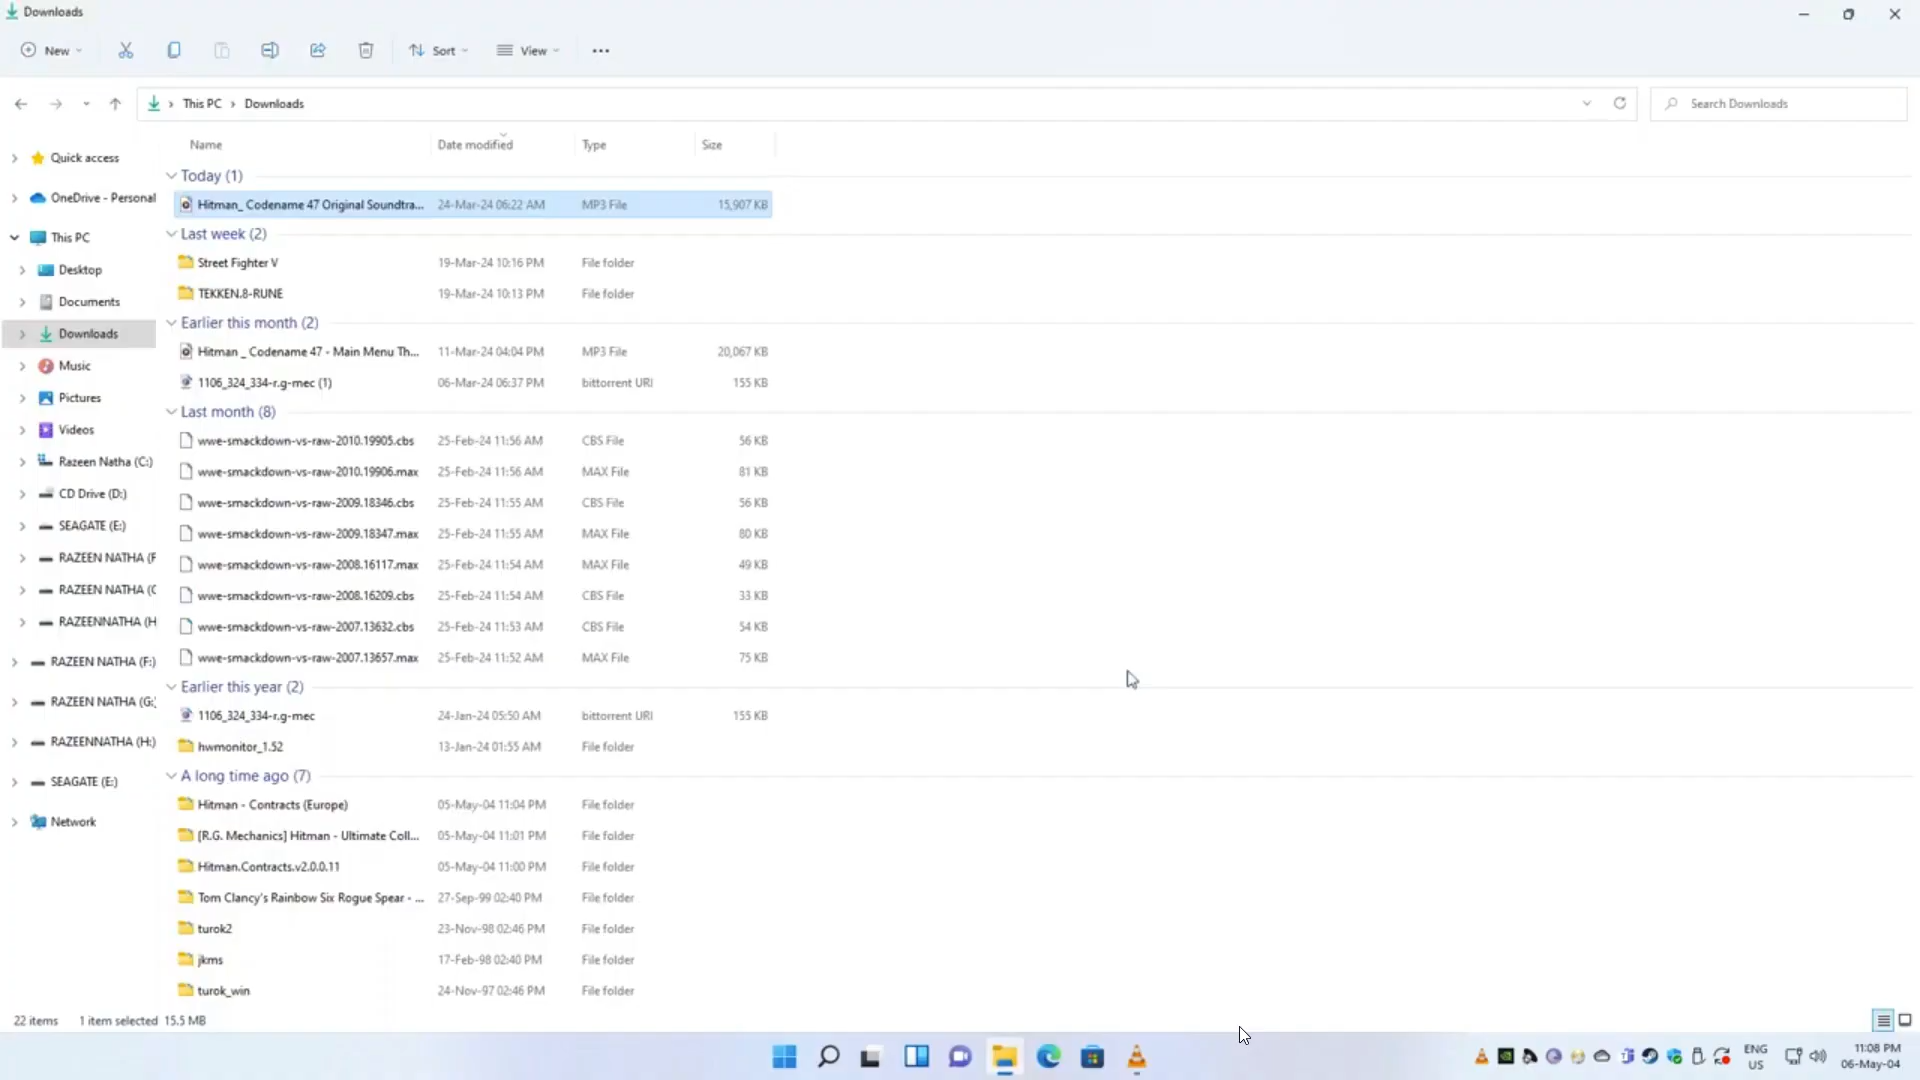 Downloads
New
Sort
View
This PC
Downloads
Search Downloads
Name
Date modified
Type
Size
Quick access
OneDrive - Personal
This PC
Desktop
Documents
Downloads
Music
Pictures
Videos
Razeen Natha (C:)
CD Drive (D:)
SEAGATE (E:)
RAZEEN NATHA (F
RAZEEN NATHA (G
RAZEENNATHA (H
RAZEEN NATHA (F:)
RAZEEN NATHA (G:)
RAZEENNATHA (H:)
SEAGATE (E:)
Network
Today (1)
Hitman_ Codename 47 Original Soundtra... 24-Mar-24 06:22 AM MP3 File 15,907 KB
Last week (2)
Street Fighter V 19-Mar-24 10:16 PM File folder
TEKKEN.8-RUNE 19-Mar-24 10:13 PM File folder
Earlier this month (2)
Hitman _ Codename 47 - Main Menu Th... 11-Mar-24 04:04 PM MP3 File 20,067 KB
1106_324_334-r.g-mec (1) 06-Mar-24 06:37 PM bittorrent URI 155 KB
Last month (8)
wwe-smackdown-vs-raw-2010.19905.cbs 25-Feb-24 11:56 AM CBS File 56 KB
wwe-smackdown-vs-raw-2010.19906.max 25-Feb-24 11:56 AM MAX File 81 KB
wwe-smackdown-vs-raw-2009.18346.cbs 25-Feb-24 11:55 AM CBS File 56 KB
wwe-smackdown-vs-raw-2009.18347.max 25-Feb-24 11:55 AM MAX File 80 KB
wwe-smackdown-vs-raw-2008.16117.max 25-Feb-24 11:54 AM MAX File 49 KB
wwe-smackdown-vs-raw-2008.16209.cbs 25-Feb-24 11:54 AM CBS File 33 KB
wwe-smackdown-vs-raw-2007.13632.cbs 25-Feb-24 11:53 AM CBS File 54 KB
wwe-smackdown-vs-raw-2007.13657.max 25-Feb-24 11:52 AM MAX File 75 KB
Earlier this year (2)
1106_324_334-r.g-mec 24-Jan-24 05:50 AM bittorrent URI 155 KB
hwmonitor_1.52 13-Jan-24 01:55 AM File folder
A long time ago (7)
Hitman - Contracts (Europe) 05-May-04 11:04 PM File folder
[R.G. Mechanics] Hitman - Ultimate Coll... 05-May-04 11:01 PM File folder
Hitman.Contracts.v2.0.0.11 05-May-04 11:00 PM File folder
Tom Clancy's Rainbow Six Rogue Spear - ... 27-Sep-99 02:40 PM File folder
turok2 23-Nov-98 02:46 PM File folder
jkms 17-Feb-98 02:40 PM File folder
turok_win 24-Nov-97 02:46 PM File folder
22 items 1 item selected 15.5 MB
ENG
US
11:08 PM
06-May-04